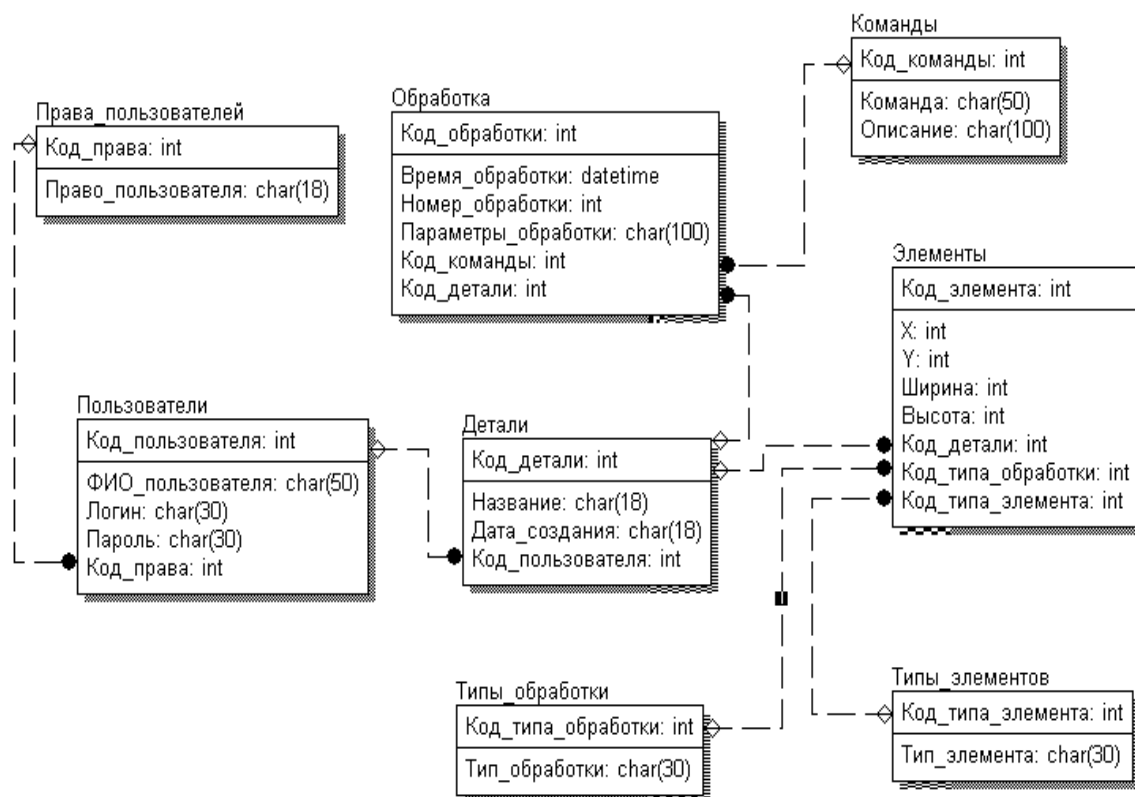 Команды
Код_команды: int
Команда: char(50)
Описание: char(100)
Права_пользователей
Код_права: int
Право_пользователя: char(18)
Обработка
Код_обработки: int
Время_обработки: datetime
Номер_обработки: int
Параметры_обработки: char(100)
Код_команды: int
Код_детали: int
Элементы
Код_элемента: int
X: int
Y: int
Ширина: int
Высота: int
Код_детали: int
Код_типа_обработки: int
Код_типа_элемента: int
Пользователи
Код_пользователя: int
ФИО_пользователя: char(50)
Логин: char(30)
Пароль: char(30)
Код_права: int
Детали
Код_детали: int
Название: char(18)
Дата_создания: char(18)
Код_пользователя: int
Типы_обработки
Код_типа_обработки: int
Тип_обработки: char(30)
Типы_элементов
Код_типа_элемента: int
Тип_элемента: char(30)